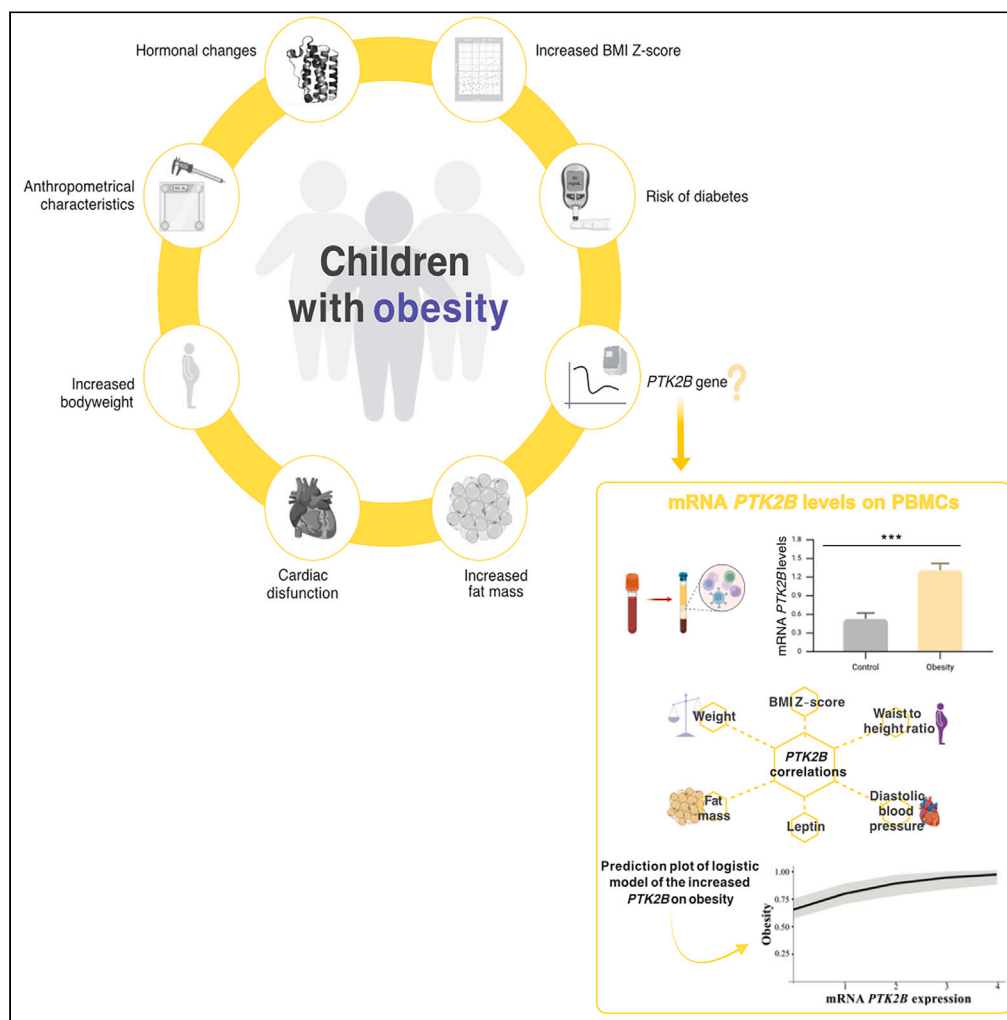 Hormonal changes
Increased BMI Z-score
Anthropometrical
characteristics
Risk of diabetes
Children
with obesity
Increased
bodyweight
PTK2B gene ?
Cardiac
disfunction
Increased
fat mass
mRNA PTK2B levels on PBMCs
mRNA PTK2B levels
1.8
1.5
1.2
0.9
0.6
0.3
0
***
Control
Obesity
BMI Z-score
Weight
Waist to
height ratio
PTK2B
correlations
Fat
mass
Leptin
Diastolic
blood
pressure
Prediction plot of logistic
model of the increased
PTK2B on obesity
Obesity
1.00
0.75
0.50
0.25
1
2
3
4
mRNA PTK2B expression